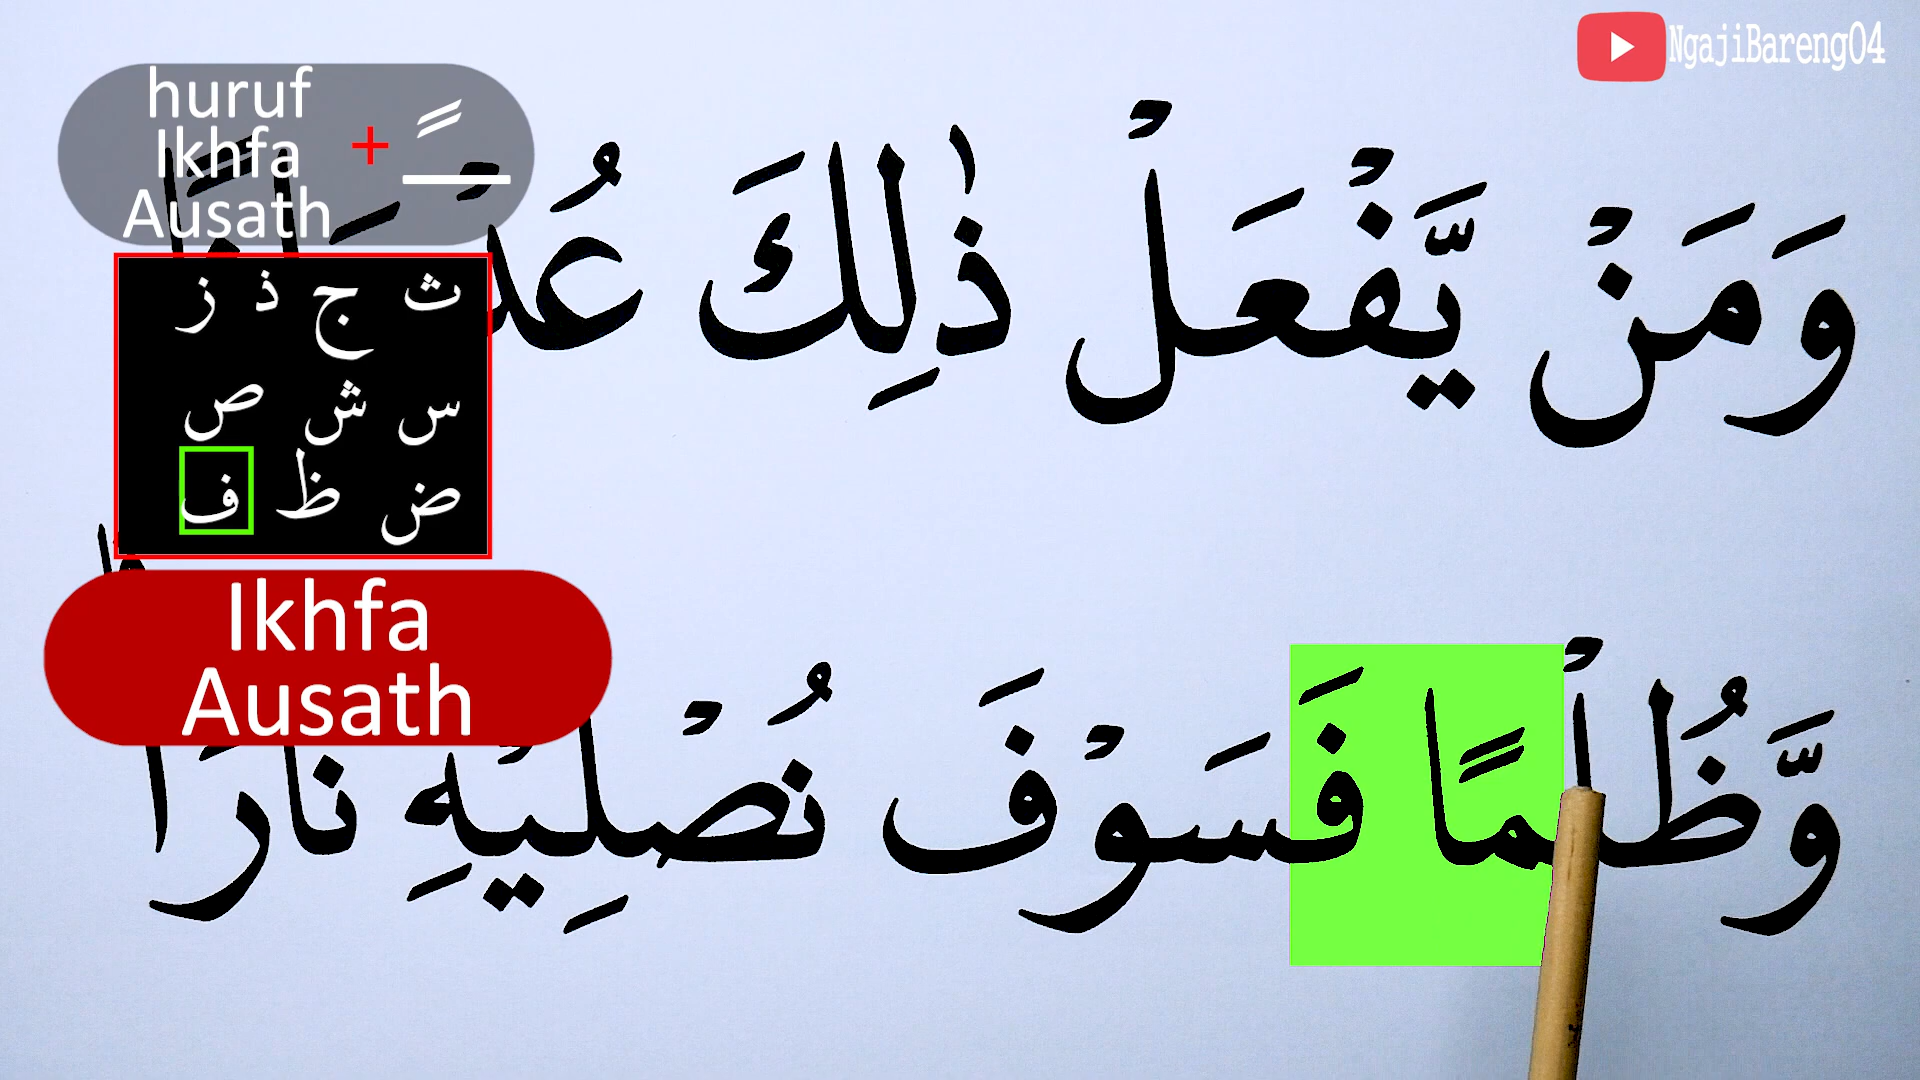 NgajiBareng04
huruf
Ikhfa
Ausath
+ ـً
وَمَنْ يَّفْعَلْ ذٰلِكَ
ث ج ذ ز
س ش ص
ض ظ ف
Ikhfa
Ausath
وَّظُلْمًا فَسَوْفَ نُصْلِيْهِ نَارًا